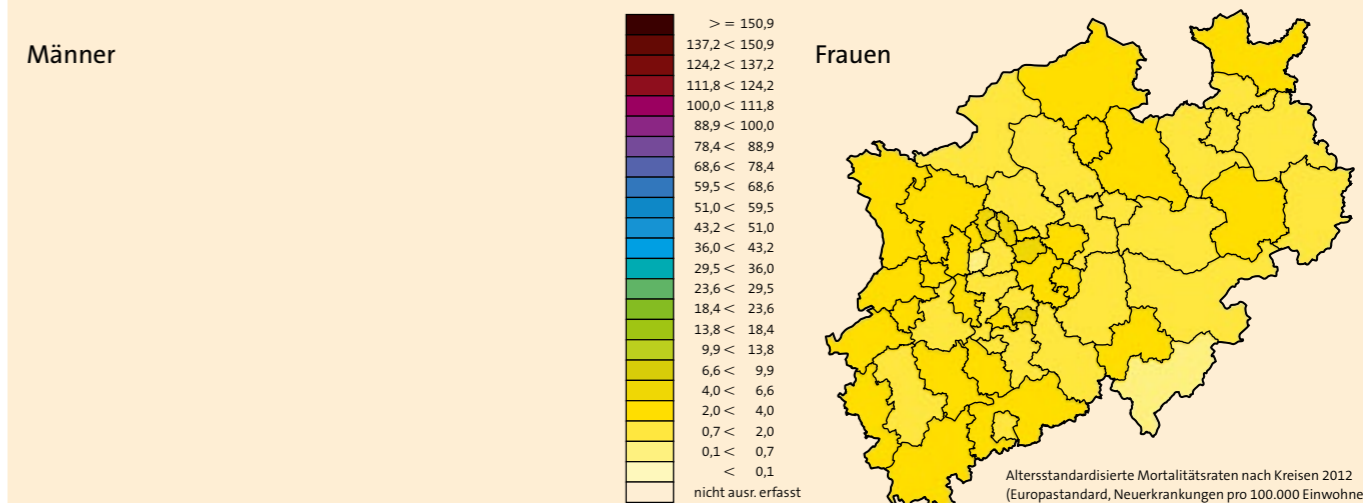 Männer
> = 150,9
137,2 < 150,9
124,2 < 137,2
111,8 < 124,2
100,0 < 111,8
88,9 < 100,0
78,4 < 88,9
68,6 < 78,4
59,5 < 68,6
51,0 < 59,5
43,2 < 51,0
36,0 < 43,2
29,5 < 36,0
23,6 < 29,5
18,4 < 23,6
13,8 < 18,4
9,9 < 13,8
6,6 < 9,9
4,0 < 6,6
2,0 < 4,0
0,7 < 2,0
0,1 < 0,7
< 0,1
nicht ausr. erfasst
Frauen
Altersstandardisierte Mortalitätsraten nach Kreisen 2012
(Europastandard, Neuerkrankungen pro 100.000 Einwohne